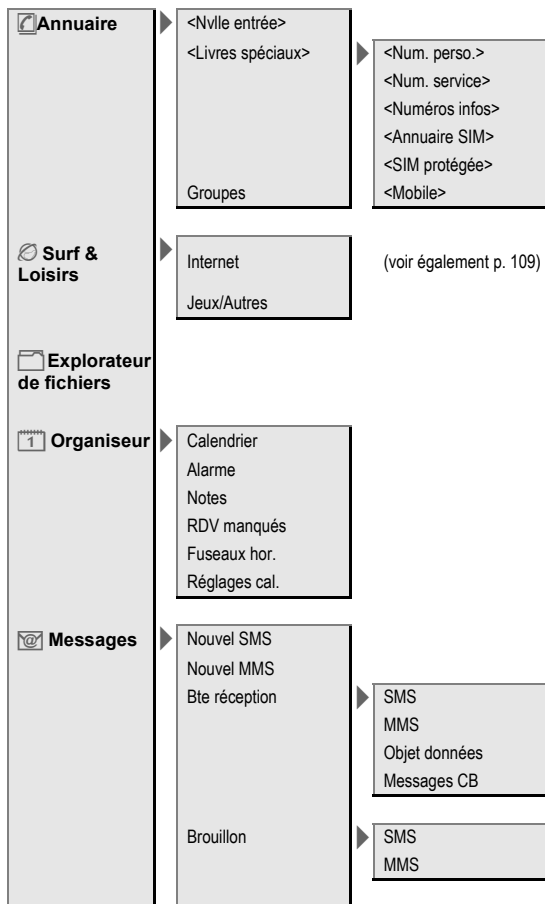 Annuaire
<Nvlle entrée>
<Livres spéciaux>
<Num. perso.>
<Num. service>
<Numéros infos>
<Annuaire SIM>
<SIM protégée>
<Mobile>
Groupes
Surf &
Loisirs
Internet
(voir également p. 109)
Jeux/Autres
Explorateur
de fichiers
1 Organiseur
Calendrier
Alarme
Notes
RDV manqués
Fuseaux hor.
Réglages cal.
@ Messages
Nouvel SMS
Nouvel MMS
Bte réception
SMS
MMS
Objet données
Messages CB
Brouillon
SMS
MMS